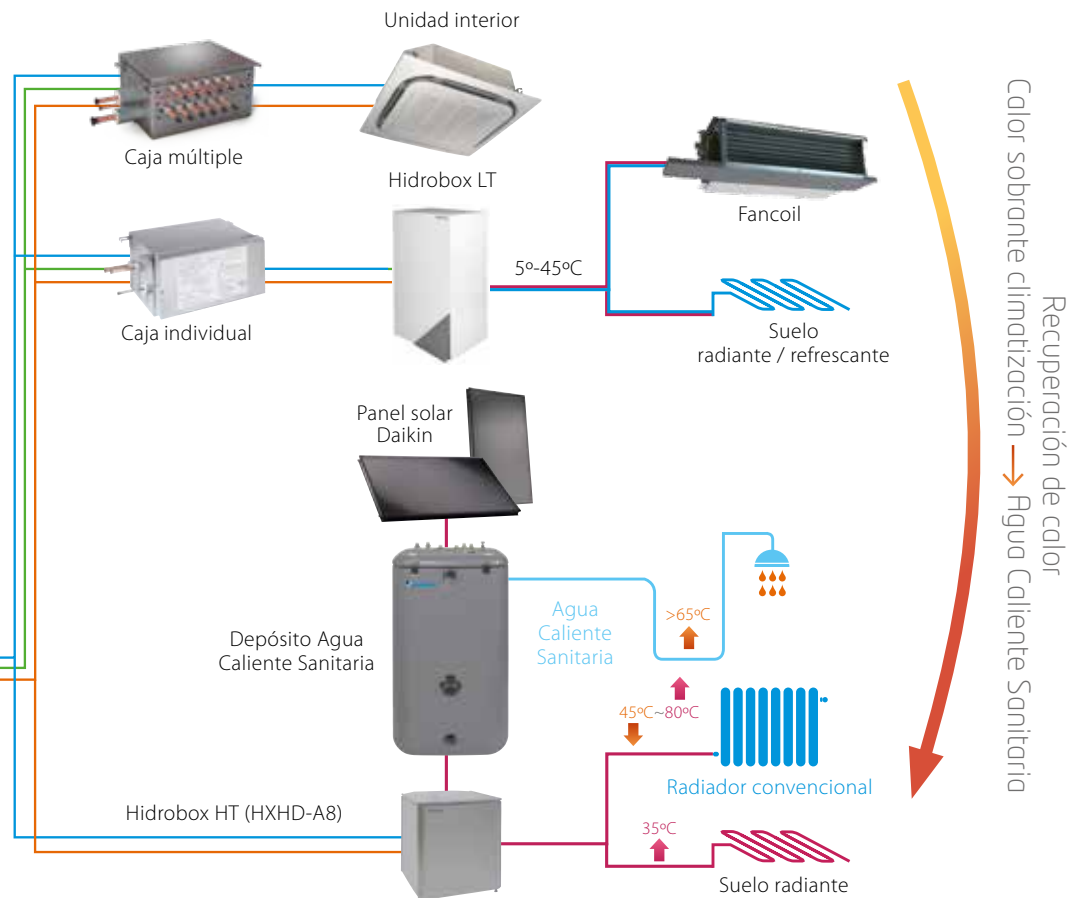 Unidad interior
Caja múltiple
Hidrobox LT
Fancoil
5º-45ºC
Caja individual
Suelo
radiante / refrescante
Panel solar
Daikin
Depósito Agua
Caliente Sanitaria
Agua
Caliente
Sanitaria
>65ºC
45ºC~80ºC
Radiador convencional
Hidrobox HT (HXHD-A8)
35ºC
Suelo radiante
Recuperación de calor
Calor sobrante climatización → Agua Caliente Sanitaria